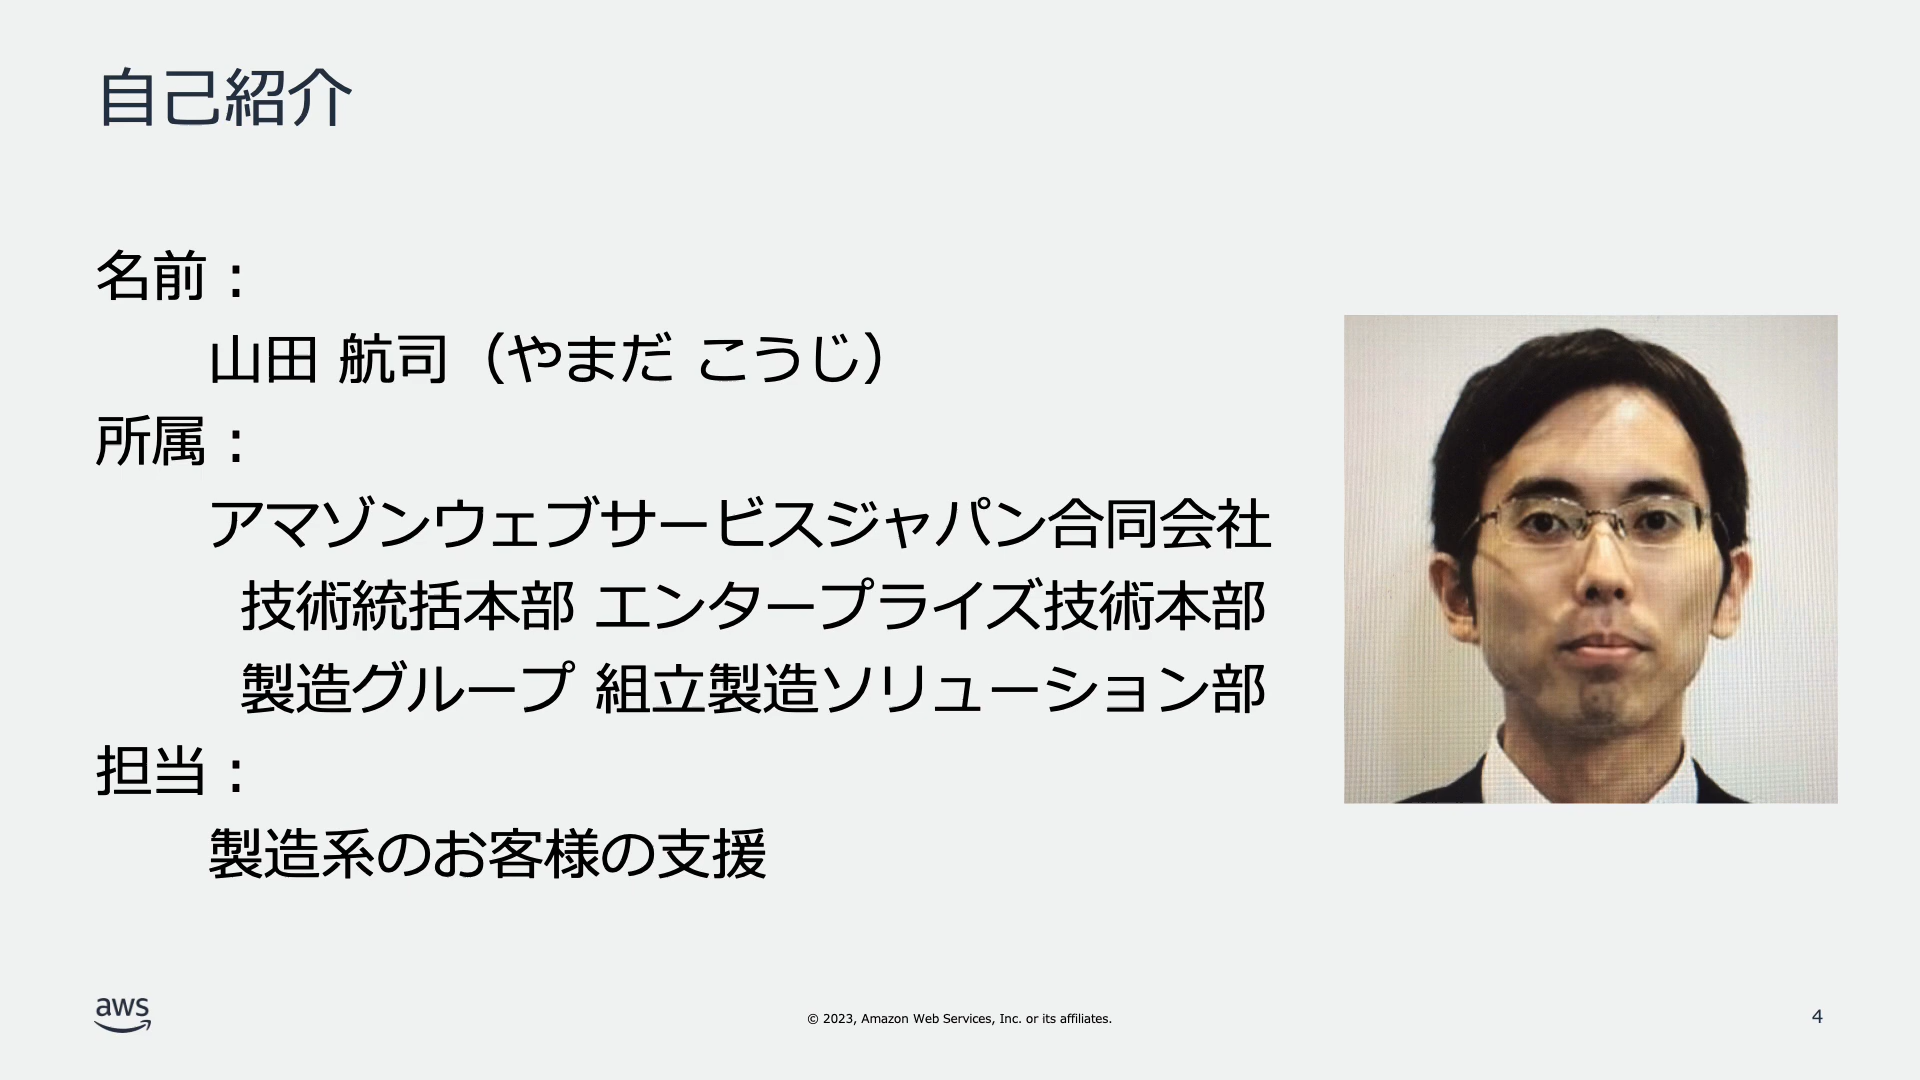 自己紹介
名前：
山田 航司（やまだ こうじ）
所属：
アマゾンウェブサービスジャパン合同会社
技術統括本部 エンタープライズ技術本部
製造グループ 組立製造ソリューション部
担当：
製造系のお客様の支援
aws
© 2023, Amazon Web Services, Inc. or its affiliates.
4